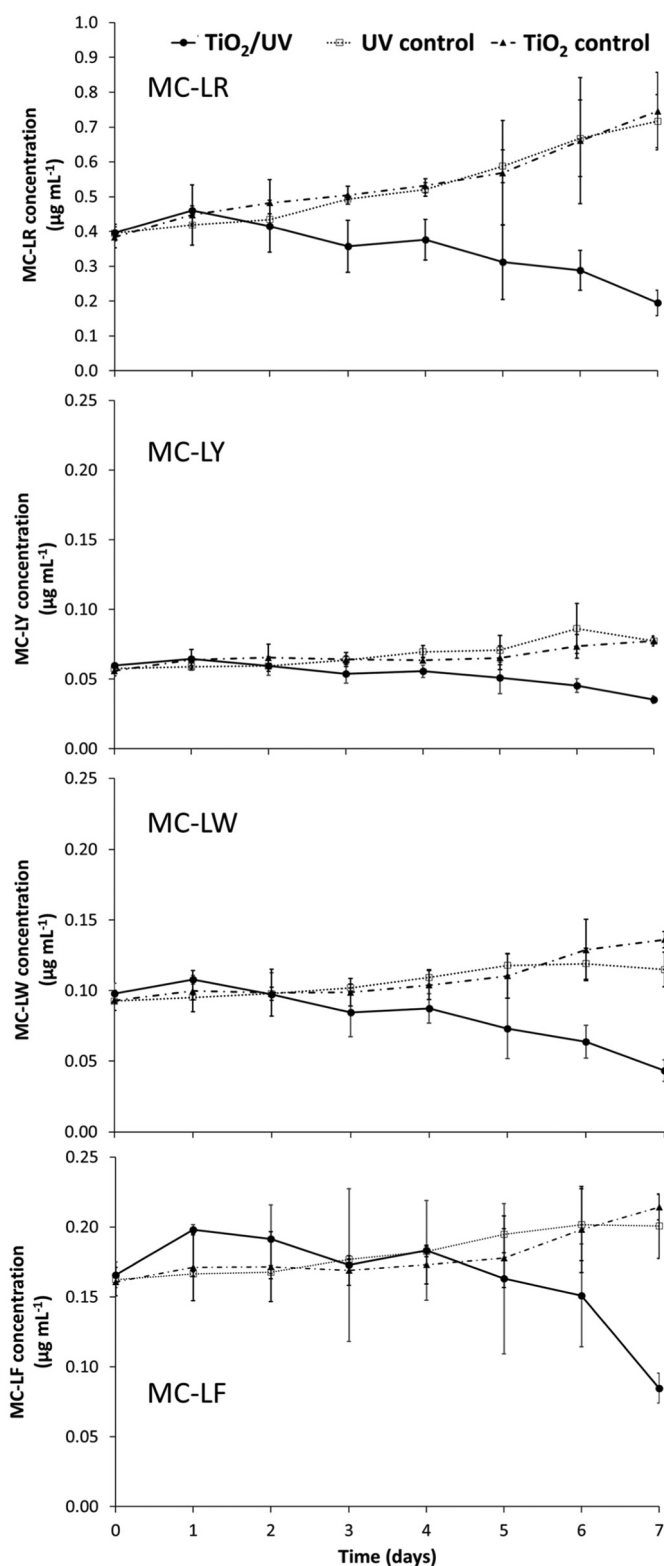 1.0
TiO₂/UV UV control TiO₂ control
0.9
MC-LR
0.8
0.7
0.6
0.5
0.4
0.3
0.2
0.1
0.0
MC-LR concentration
(µg mL⁻¹)
0.25
MC-LY
0.20
0.15
0.10
0.05
0.00
MC-LY concentration
(µg mL⁻¹)
0.25
MC-LW
0.20
0.15
0.10
0.05
0.00
MC-LW concentration
(µg mL⁻¹)
0.25
0.20
0.15
0.10
MC-LF
0.05
0.00
MC-LF concentration
(µg mL⁻¹)
0 1 2 3 4 5 6 7
Time (days)